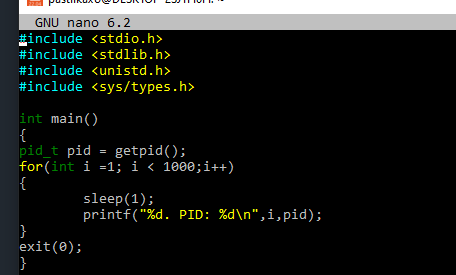 GNU nano 6.2
#include <stdio.h>
#include <stdlib.h>
#include <unistd.h>
#include <sys/types.h>
int main()
{
pid_t pid = getpid();
for(int i =1; i < 1000;i++)
{
sleep(1);
printf("%d. PID: %d\n",i,pid);
}
exit(0);
}